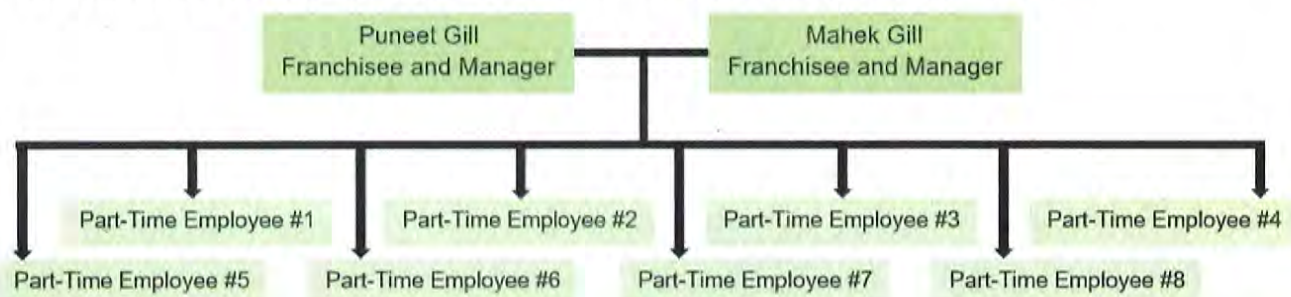 Puneet Gill
Franchisee and Manager
Mahek Gill
Franchisee and Manager
Part-Time Employee #1
Part-Time Employee #2
Part-Time Employee #3
Part-Time Employee #4
Part-Time Employee #5
Part-Time Employee #6
Part-Time Employee #7
Part-Time Employee #8